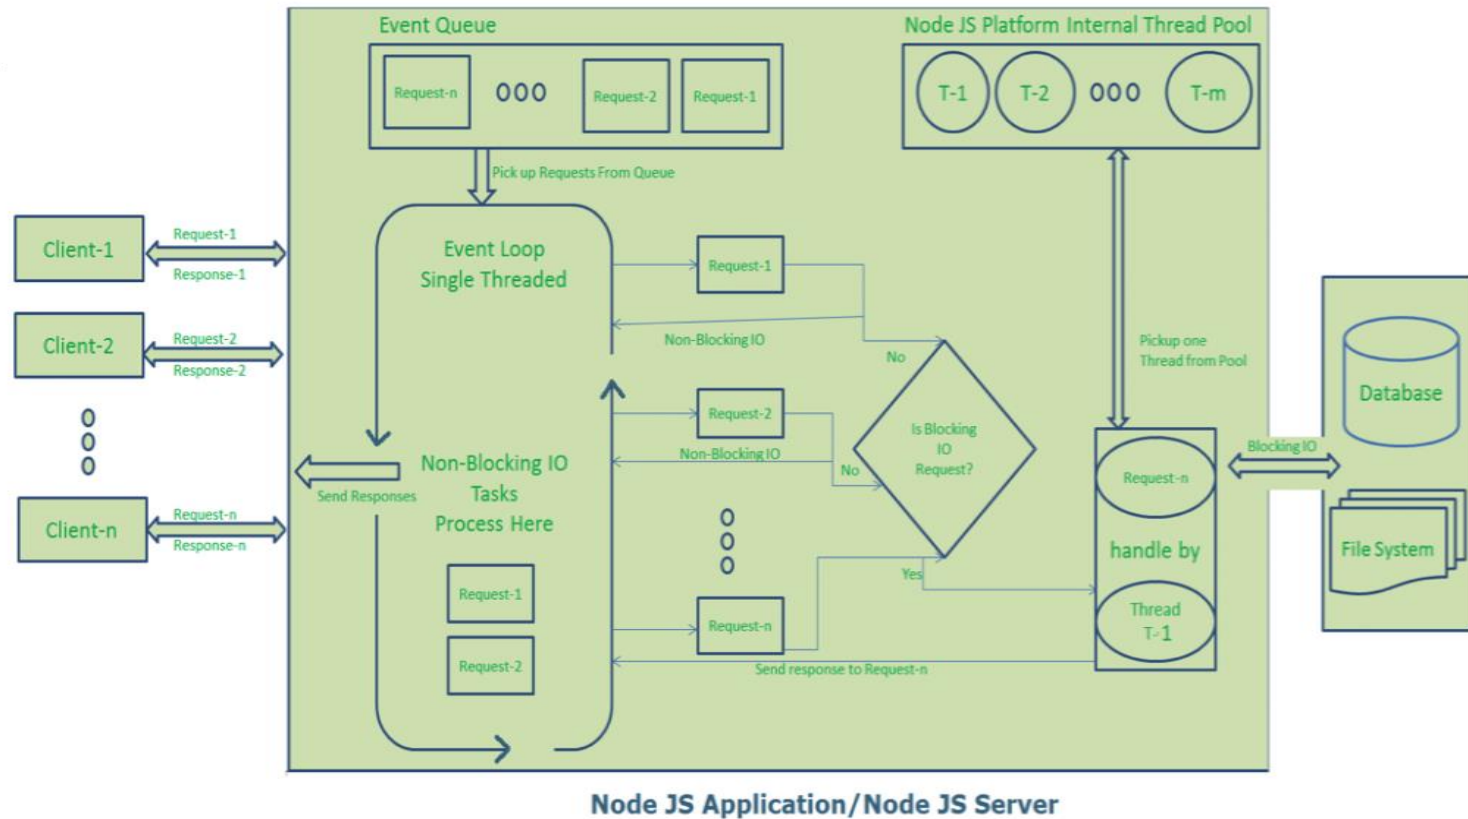 Event Queue
Node JS Platform Internal Thread Pool
Request-n
Request-2
Request-1
T-1
T-2
T-m
Pick up Requests From Queue
Client-1
Request-1
Response-1
Client-2
Request-2
Response-2
Client-n
Request-n
Response-n
Event Loop
Single Threaded
Request-1
Non-Blocking IO
No
Request-2
Non-Blocking IO
No
Is Blocking
IO
Request?
Pickup one
Thread from Pool
Send Responses
Non-Blocking IO
Tasks
Process Here
Request-1
Request-2
Request-n
Yes
Send response to Request-n
Request-n
handle by
Thread
T-1
Blocking IO
Database
File System
Node JS Application/Node JS Server